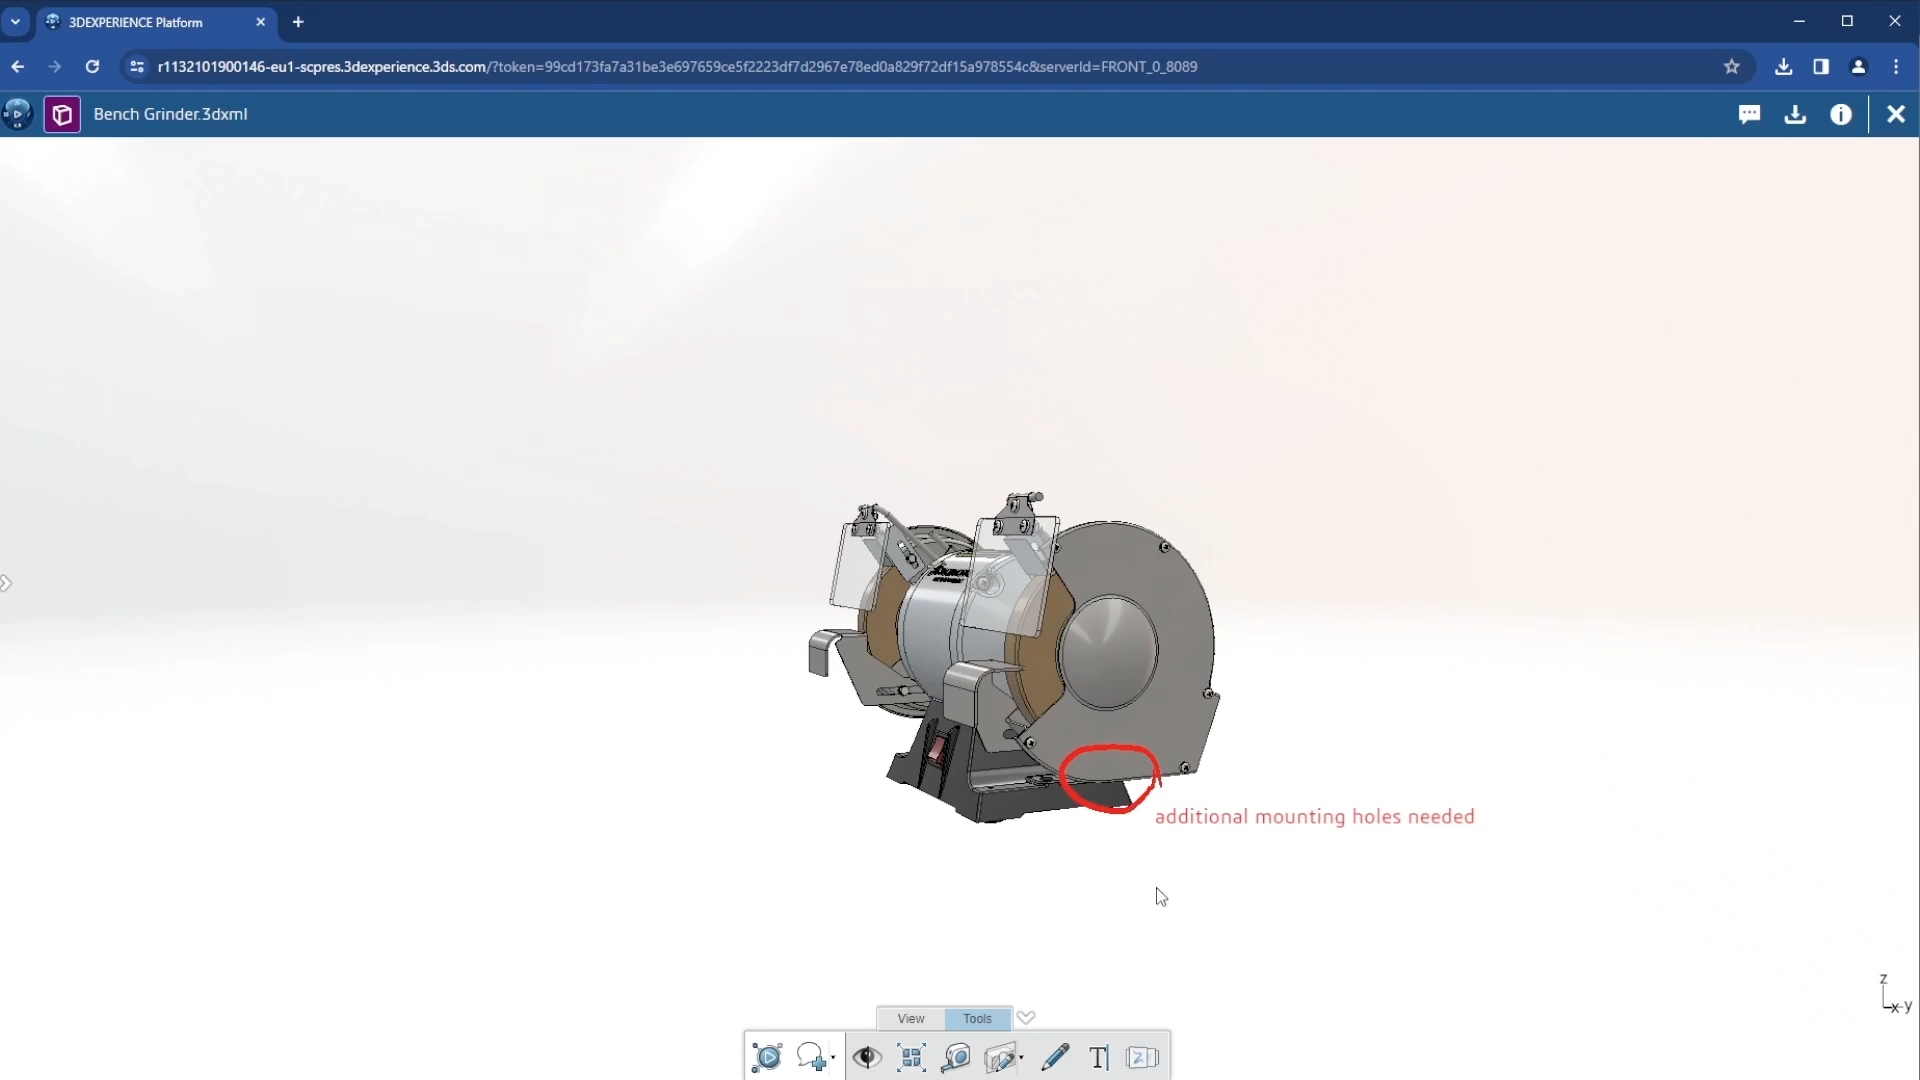 3DEXPERIENCE Platform
r1132101900146-eu1-scpres.3dexperience.3ds.com/?token=99cd173fa7a31be3e697659ce5f2223df7d2967e78ed0a829f72df15a978554c&serverId=FRONT_0_8089
Bench Grinder.3dxml
additional mounting holes needed
z
x y
View Tools